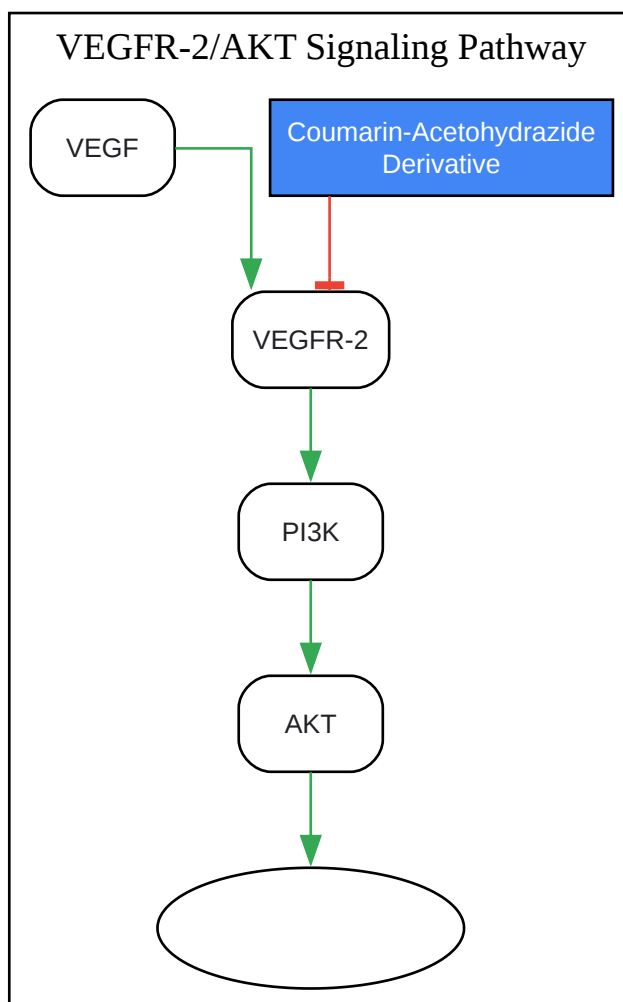 VEGFR-2/AKT Signaling Pathway
VEGF
Coumarin-Acetohydrazide
Derivative
VEGFR-2
PI3K
AKT